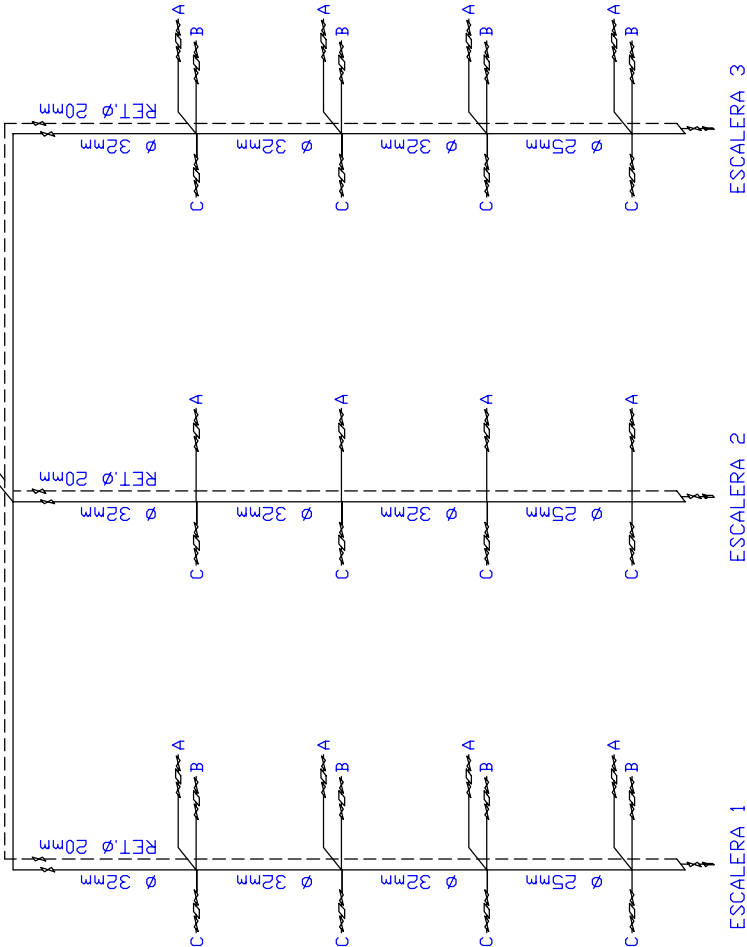 A
A
A
A
A
A
A
A
B
B
B
B
RET.Ø 20mm
Ø 32mm
Ø 32mm
Ø 32mm
Ø 25mm
C
C
C
C
ESCALERA 3
A
A
A
A
RET.Ø 20mm
Ø 32mm
Ø 32mm
Ø 32mm
Ø 25mm
C
C
C
C
ESCALERA 2
B
B
B
B
RET.Ø 20mm
Ø 32mm
Ø 32mm
Ø 32mm
Ø 25mm
C
C
C
C
ESCALERA 1